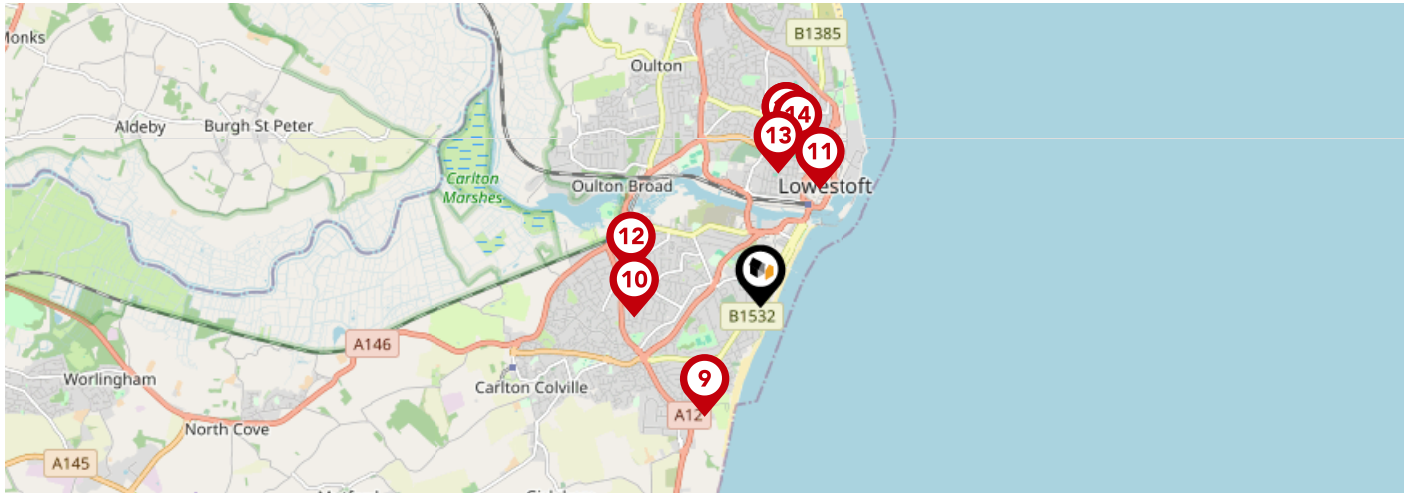 B1385
Oulton
14
Aldeby
Burgh St Peter
13
11
Carlton
Marshes
Oulton Broad
Lowestoft
12
10
B1532
A146
Worlingham
Carlton Colville
9
A12
North Cove
A145